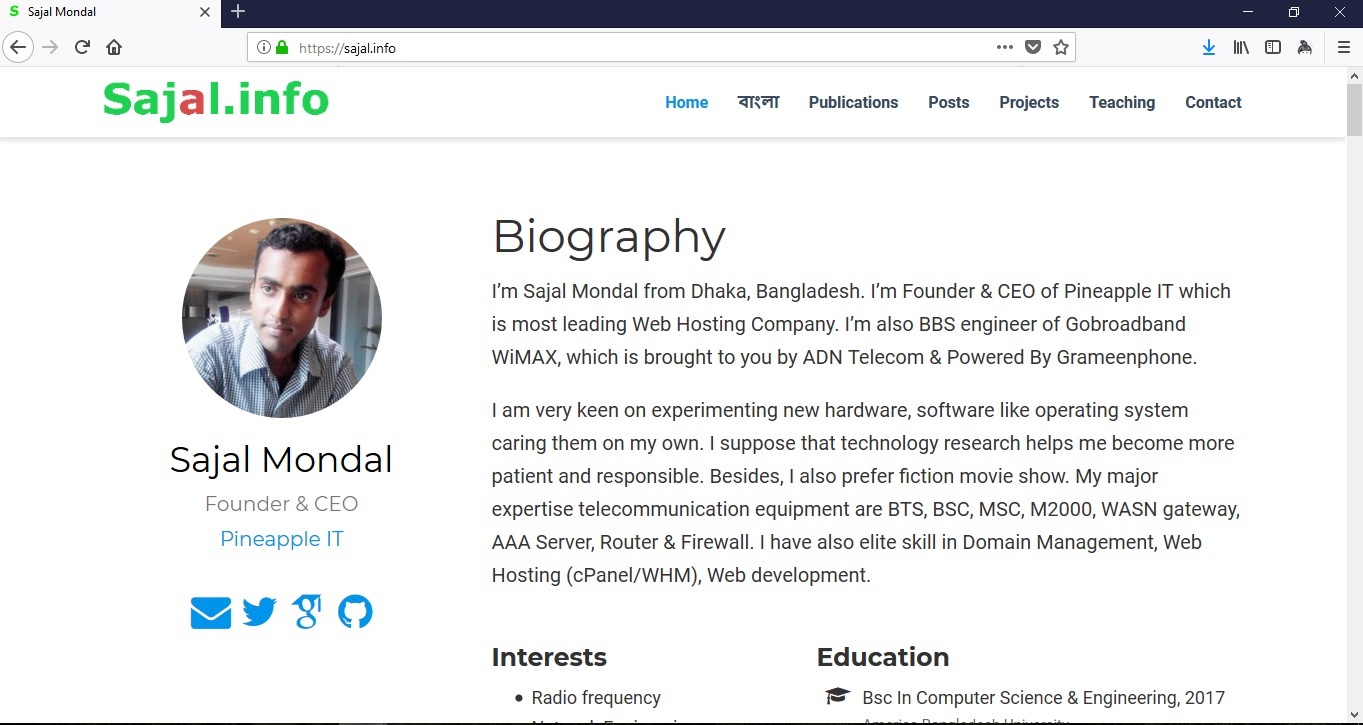 Sajal Mondal
https://sajal.info
Sajal.info
Home বাংলা Publications Posts Projects Teaching Contact
Biography
I’m Sajal Mondal from Dhaka, Bangladesh. I’m Founder & CEO of Pineapple IT which
is most leading Web Hosting Company. I’m also BBS engineer of Gobroadband
WiMAX, which is brought to you by ADN Telecom & Powered By Grameenphone.
I am very keen on experimenting new hardware, software like operating system
caring them on my own. I suppose that technology research helps me become more
patient and responsible. Besides, I also prefer fiction movie show. My major
expertise telecommunication equipment are BTS, BSC, MSC, M2000, WASN gateway,
AAA Server, Router & Firewall. I have also elite skill in Domain Management, Web
Hosting (cPanel/WHM), Web development.
Sajal Mondal
Founder & CEO
Pineapple IT
Interests
Radio frequency
Education
Bsc In Computer Science & Engineering, 2017